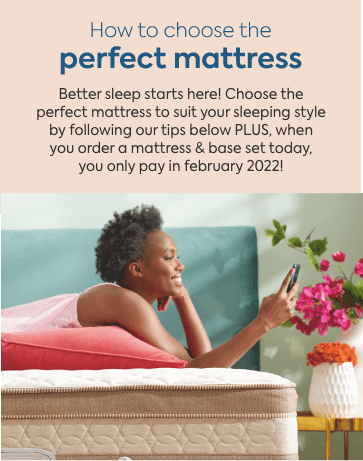 How to choose the
perfect mattress
Better sleep starts here! Choose the
perfect mattress to suit your sleeping style
by following our tips below PLUS, when
you order a mattress & base set today,
you only pay in february 2022!